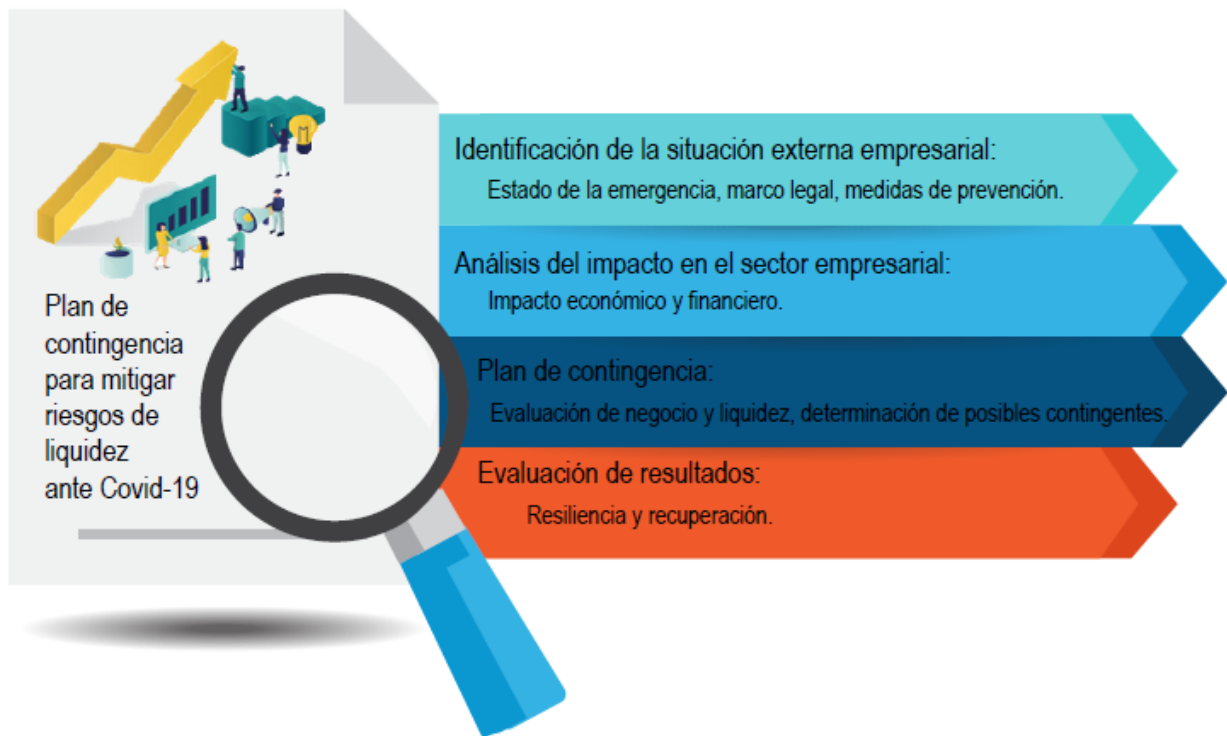 Plan de
contingencia
para mitigar
riesgos de
liquidez
ante Covid-19
Identificación de la situación externa empresarial:
Estado de la emergencia, marco legal, medidas de prevención.
Análisis del impacto en el sector empresarial:
Impacto económico y financiero.
Plan de contingencia:
Evaluación de negocio y liquidez, determinación de posibles contingentes.
Evaluación de resultados:
Resiliencia y recuperación.